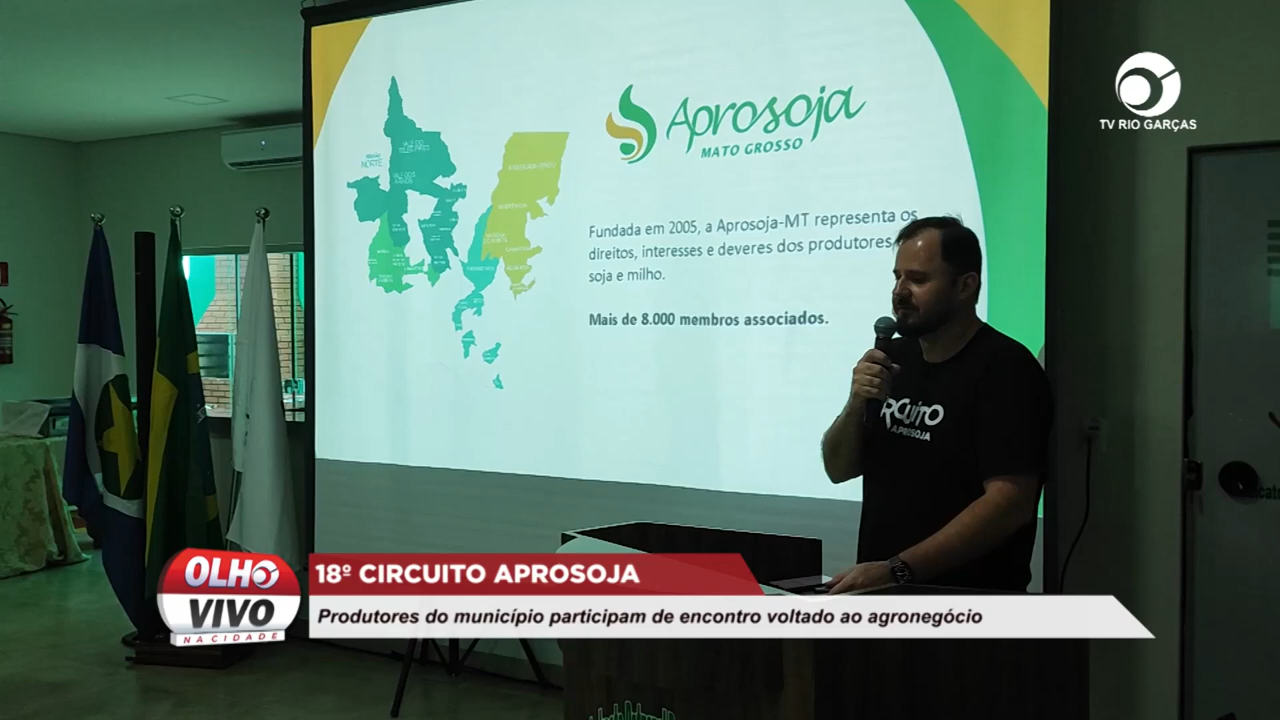 TV RIO GARÇAS
Aprosoja
MATO GROSSO
REGIÃO
NORTE
Fundada em 2005, a Aprosoja-MT representa os
direitos, interesses e deveres dos produtores
soja e milho.
Mais de 8.000 membros associados.
RCUITO
APROSOJA
OLHO
VIVO
NA CIDADE
18º CIRCUITO APROSOJA
Produtores do município participam de encontro voltado ao agronegócio